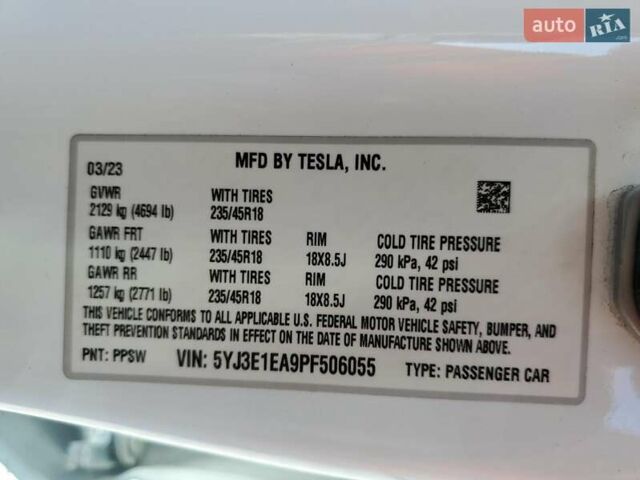 auto RIA
03/23 MFD BY TESLA, INC.
GVWR WITH TIRES
2129 kg (4694 lb) 235/45R18
GAWR FRT WITH TIRES RIM COLD TIRE PRESSURE
1110 kg (2447 lb) 235/45R18 18X8.5J 290 kPa, 42 psi
GAWR RR WITH TIRES RIM COLD TIRE PRESSURE
1257 kg (2771 lb) 235/45R18 18X8.5J 290 kPa, 42 psi
THIS VEHICLE CONFORMS TO ALL APPLICABLE U.S. FEDERAL MOTOR VEHICLE SAFETY, BUMPER, AND
THEFT PREVENTION STANDARDS IN EFFECT ON THE DATE OF MANUFACTURE SHOWN ABOVE.
PNT: PPSW VIN: 5YJ3E1EA9PF506055 TYPE: PASSENGER CAR